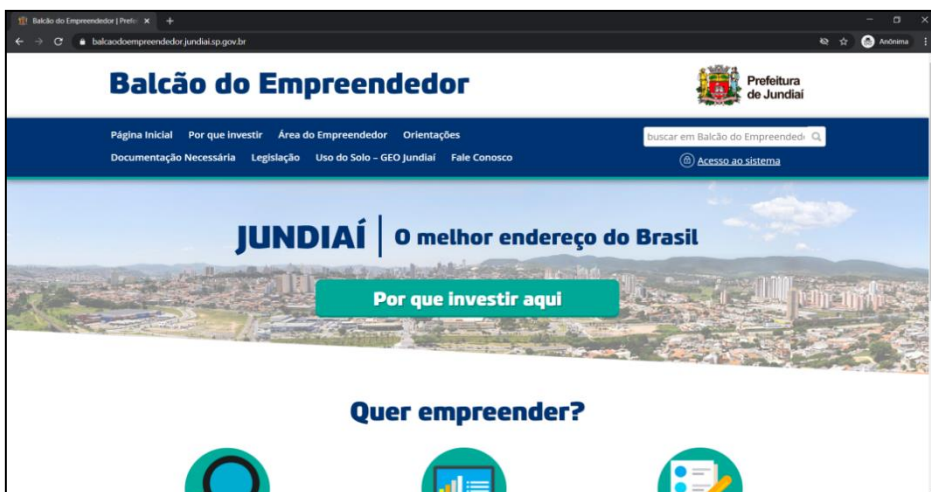 Balcão do Empreendedor | Prefei
balcaodoempreendedor.jundiai.sp.gov.br
Anônima
Balcão do Empreendedor
Prefeitura
de Jundiaí
Página Inicial Por que investir Área do Empreendedor Orientações
buscar em Balcão do Empreended
Documentação Necessária Legislação Uso do Solo – GEO Jundiaí Fale Conosco
Acesso ao sistema
JUNDIAÍ | O melhor endereço do Brasil
Por que investir aqui
Quer empreender?